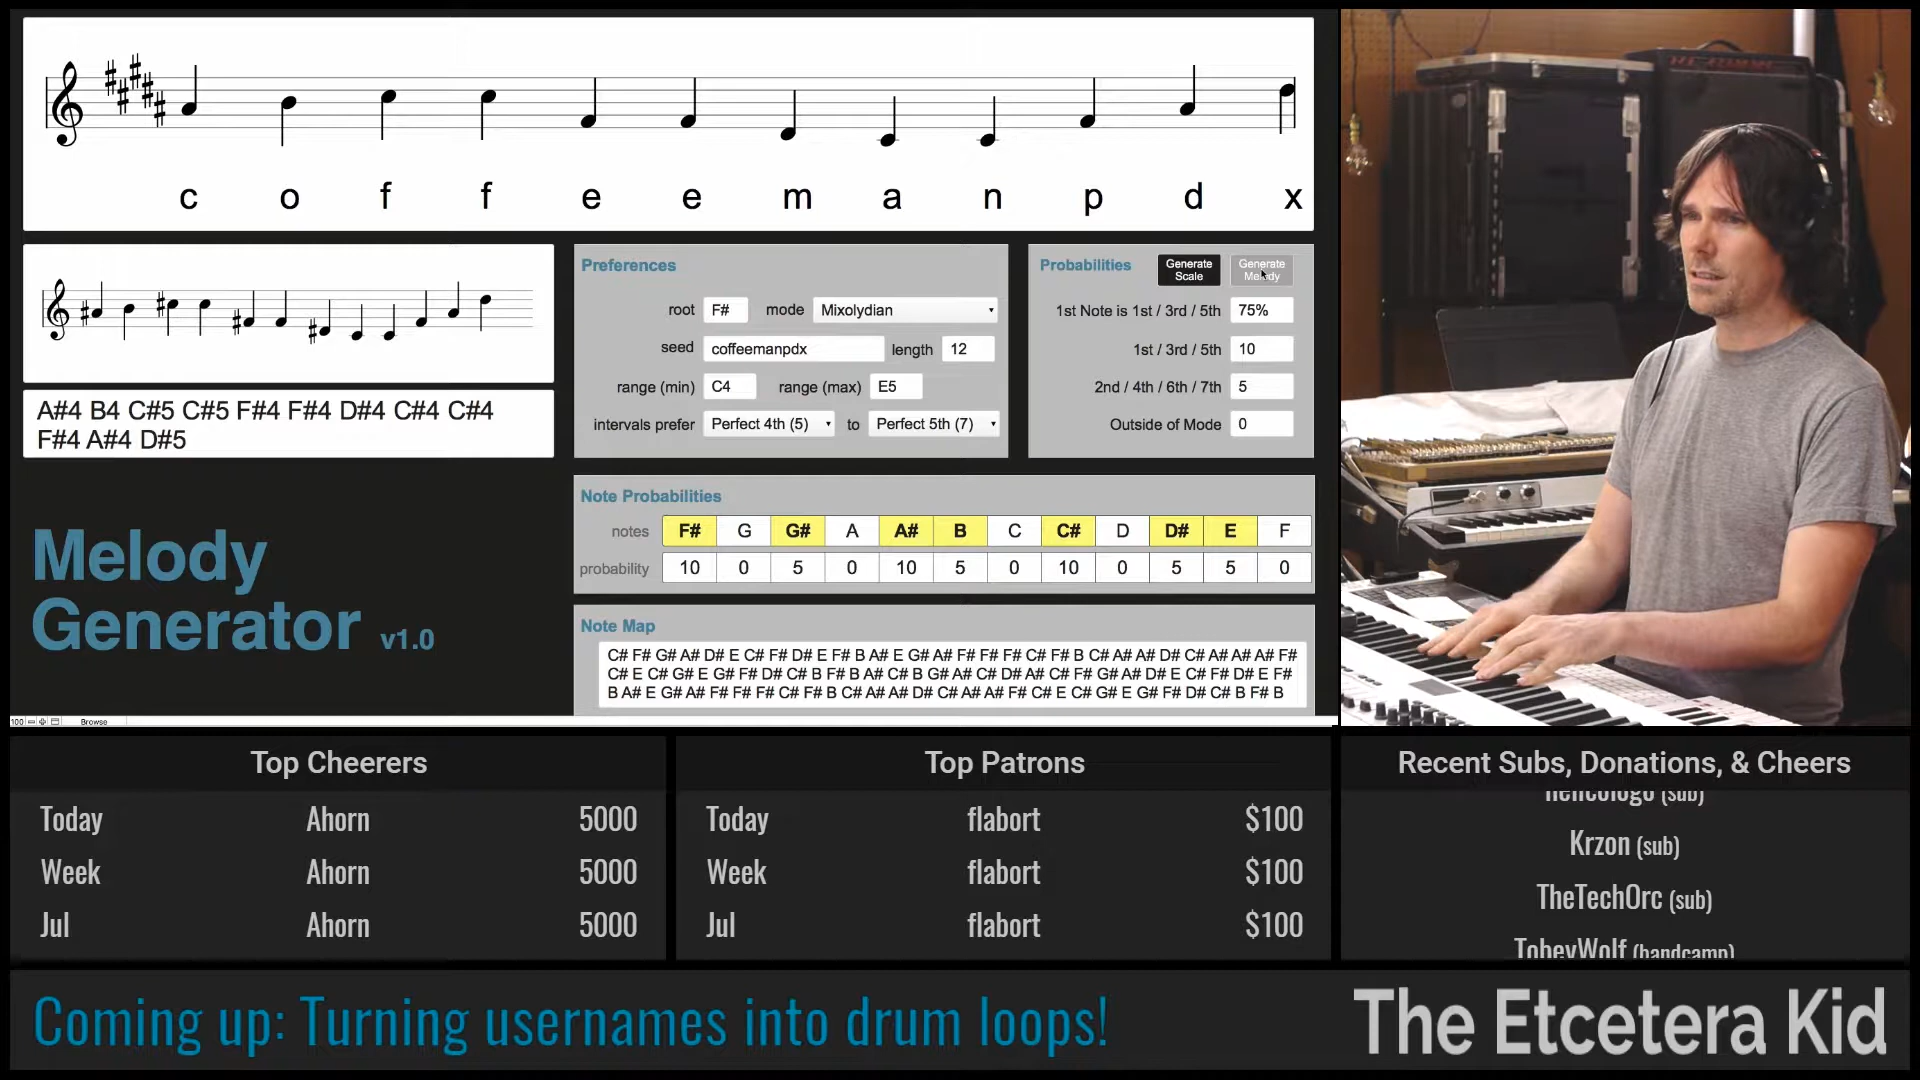 c o f f e e m a n p d x
A#4 B4 C#5 C#5 F#4 F#4 D#4 C#4 C#4
F#4 A#4 D#5
Melody
Generator v1.0
Preferences
root F# mode Mixolydian
seed coffeemanpdx length 12
range (min) C4 range (max) E5
intervals prefer Perfect 4th (5) to Perfect 5th (7)
Probabilities
Generate
Scale
Generate
Melody
1st Note is 1st / 3rd / 5th 75%
1st / 3rd / 5th 10
2nd / 4th / 6th / 7th 5
Outside of Mode 0
Note Probabilities
notes F# G G# A A# B C C# D D# E F
probability 10 0 5 0 10 5 0 10 0 5 5 0
Note Map
C# F# G# A# D# E C# F# D# E F# B A# E G# A# F# F# F# C# F# B C# A# A# D# C# A# A# A# F#
C# E C# G# E G# F# D# C# B F# B A# C# B G# A# C# D# A# C# F# G# A# D# E C# F# D# E F#
B A# E G# A# F# F# F# C# F# B C# A# A# D# C# A# A# F# C# E C# G# E G# F# D# C# B F# B
100 Browse
Top Cheerers
Today Ahorn 5000
Week Ahorn 5000
Jul Ahorn 5000
Top Patrons
Today flabort $100
Week flabort $100
Jul flabort $100
Recent Subs, Donations, & Cheers
(sub)
Krzon (sub)
TheTechOrc (sub)
TobeyWolf (bandcamp)
Coming up: Turning usernames into drum loops!
The Etcetera Kid